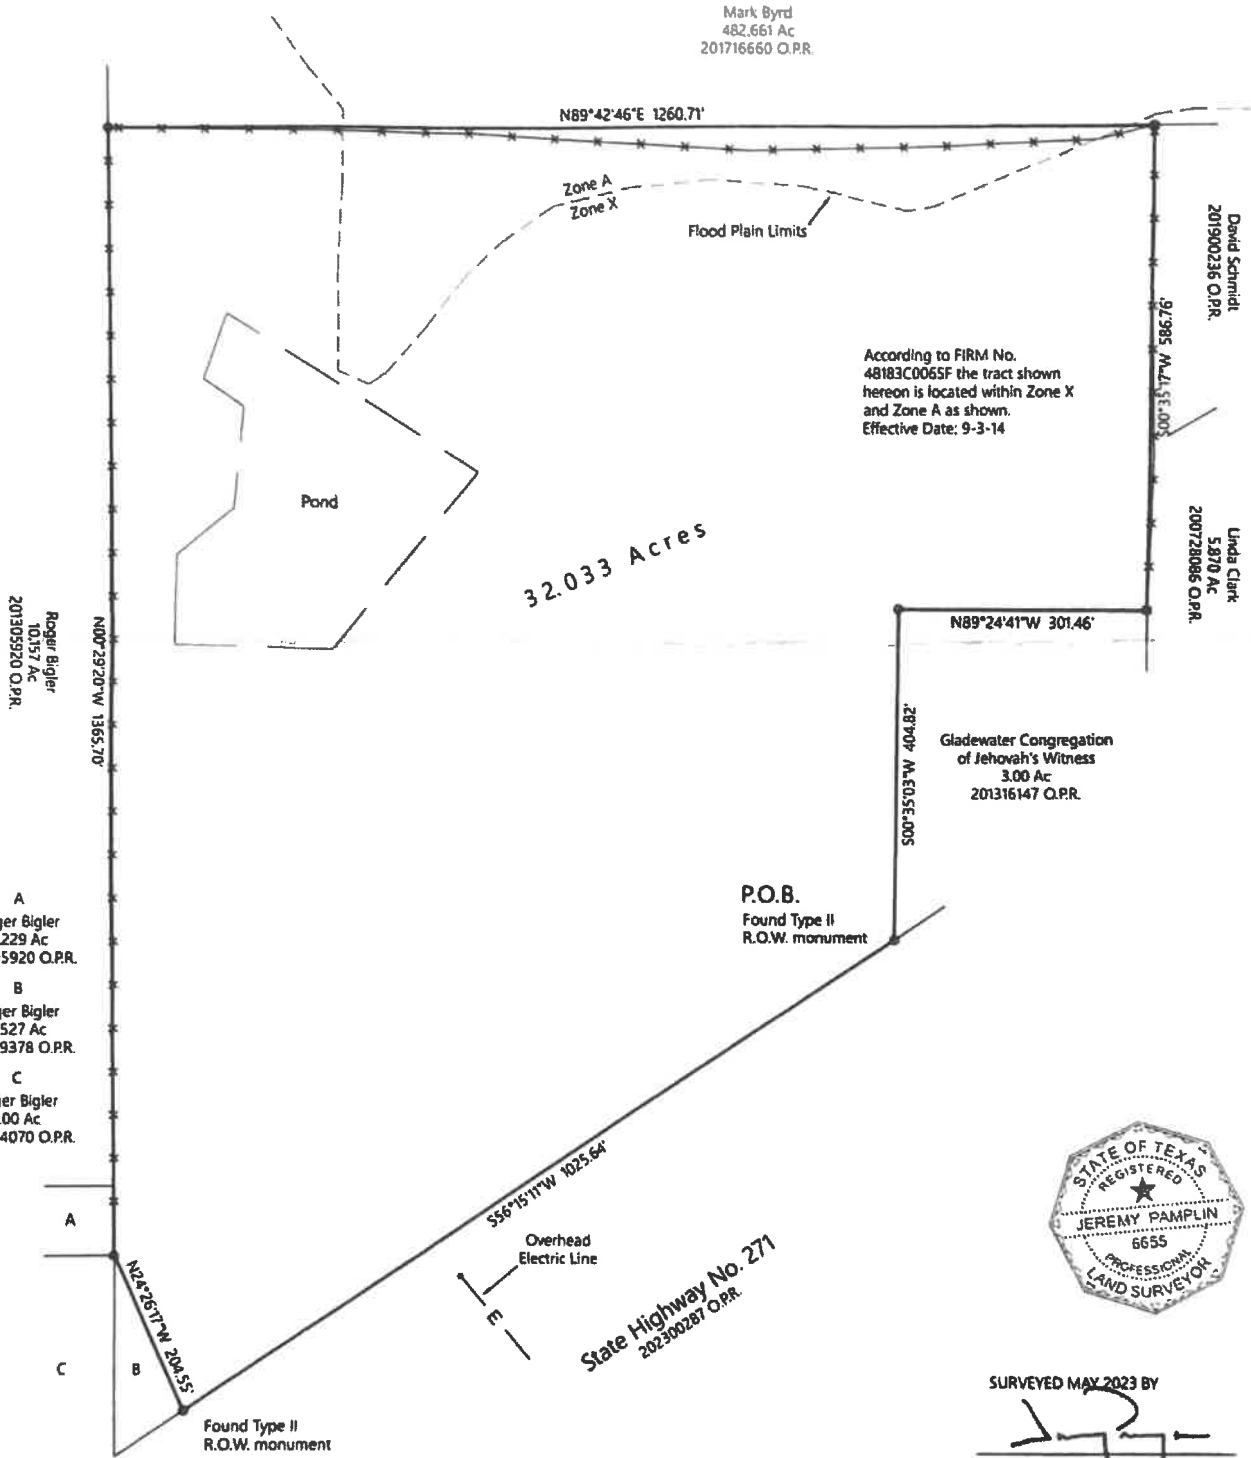 Mark Byrd
482.661 Ac
201716660 O.P.R.
N89°42'46"E 1260.71'
Zone A
Zone X
Flood Plain Limits
David Schmidt
201900236 O.P.R.
S00°35'17"W 586.76'
According to FIRM No.
48183C0065F the tract shown
hereon is located within Zone X
and Zone A as shown.
Effective Date: 9-3-14
Pond
32.033 Acres
Linda Clark
5.870 Ac
200728086 O.P.R.
N89°24'41"W 301.46'
Roger Bigler
10.157 Ac
201305920 O.P.R.
N00°29'20"W 1365.70'
S00°35'03"W 404.82'
Gladewater Congregation
of Jehovah's Witness
3.00 Ac
201316147 O.P.R.
P.O.B.
Found Type II
R.O.W. monument
A
ger Bigler
.229 Ac
5920 O.P.R.
B
ger Bigler
527 Ac
9378 O.P.R.
C
er Bigler
.00 Ac
4070 O.P.R.
S56°15'11"W 1025.64'
Overhead
Electric Line
E
State Highway No. 271
202300287 O.P.R.
A
N24°26'17"W 204.55'
C
B
Found Type II
R.O.W. monument
STATE OF TEXAS
REGISTERED
JEREMY PAMPLIN
6655
PROFESSIONAL
LAND SURVEYOR
SURVEYED MAY 2023 BY